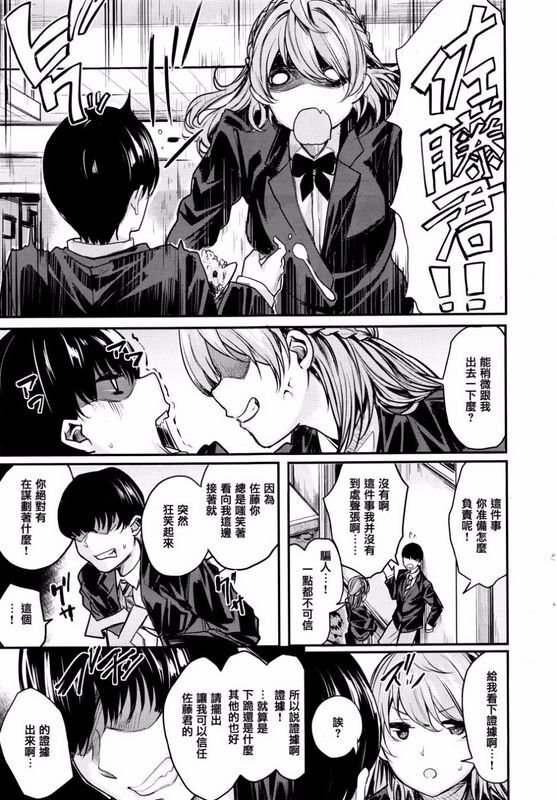 佐藤君!!
能稍微跟我
出去一下麼?
這件事
你准備怎麼
負責呢!
沒有啊
這件事我并沒有
到處聲張啊…!
騙人…!
一點都不可信
因為
佐藤你
總是嗤笑著
看向我這邊
接著就
突然
狂笑起來
你絕對有
在謀劃著什麼!
這個
…!
給我看下證據啊…!
誒?
所以說證據啊
證據!
…就算是
下跪還是什麼
其他的也好
請擺出
讓我可以信任
佐藤君的
的證據
出來啊…!